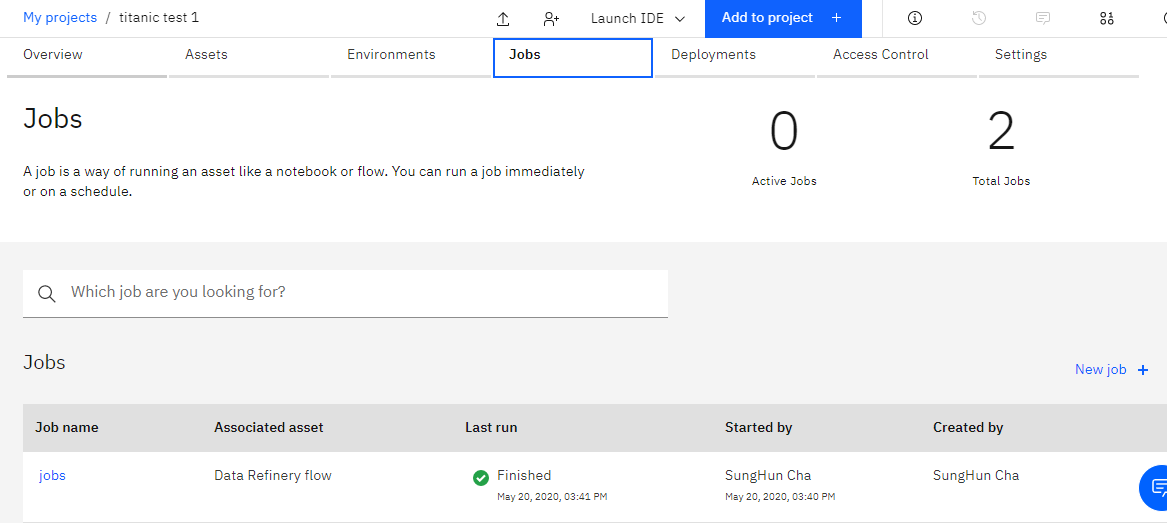 My projects / titanic test 1
Launch IDE
Add to project +
Overview
Assets
Environments
Jobs
Deployments
Access Control
Settings
Jobs
A job is a way of running an asset like a notebook or flow. You can run a job immediately
or on a schedule.
0
Active Jobs
2
Total Jobs
Which job are you looking for?
Jobs
New job +
Job name
Associated asset
Last run
Started by
Created by
jobs
Data Refinery flow
Finished
May 20, 2020, 03:41 PM
SungHun Cha
May 20, 2020, 03:40 PM
SungHun Cha